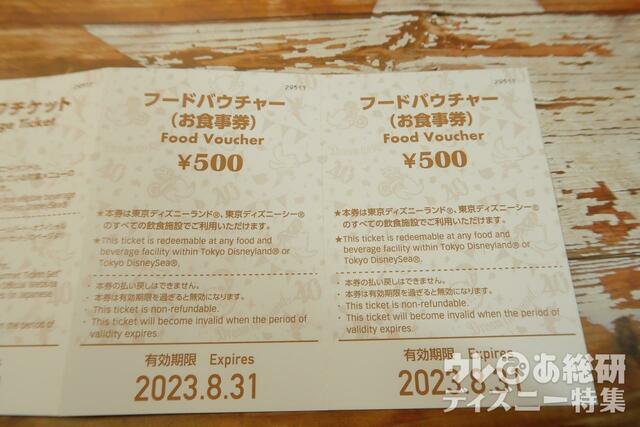 チケット
ge Ticket
29517
フードバウチャー
(お食事券)
Food Voucher
¥500
★本券は東京ディズニーランド®、東京ディズニーシー®
のすべての飲食施設でご利用いただけます。
★This ticket is redeemable at any food and
beverage facility within Tokyo Disneyland® or
Tokyo DisneySea®.
・本券の払い戻しはできません。
・本券は有効期限を過ぎると無効になります。
・This ticket is non-refundable.
・This ticket will become invalid when the period of
validity expires.
有効期限 Expires
2023.8.31
29517
フードバウチャー
(お食事券)
Food Voucher
¥500
★本券は東京ディズニーランド®、東京ディズニーシー®
のすべての飲食施設でご利用いただけます。
★This ticket is redeemable at any food and
beverage facility within Tokyo Disneyland® or
Tokyo DisneySea®.
・本券の払い戻しはできません。
・本券は有効期限を過ぎると無効になります。
・This ticket is non-refundable.
・This ticket will become invalid when the period of
validity expires.
有効期限 Expires
2023.8.31
ウレぴあ総研
ディズニー特集